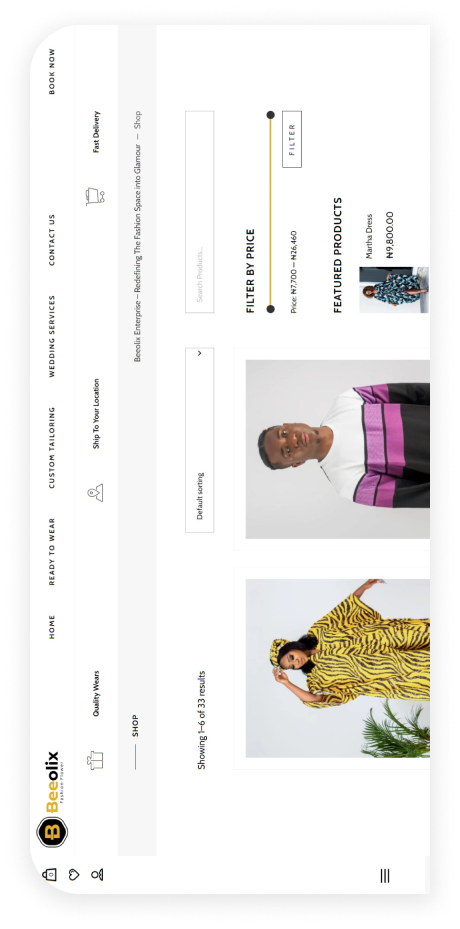 Beeolix
Fashion Flower
HOME
READY TO WEAR
CUSTOM TAILORING
WEDDING SERVICES
CONTACT US
BOOK NOW
Quality Wears
Ship To Your Location
Fast Delivery
SHOP
Beeolix Enterprise – Redefining The Fashion Space into Glamour — Shop
Showing 1–6 of 33 results
Default sorting
Search Products...
FILTER BY PRICE
Price: ₦7,700 — ₦26,460
FILTER
FEATURED PRODUCTS
Martha Dress
₦9,800.00